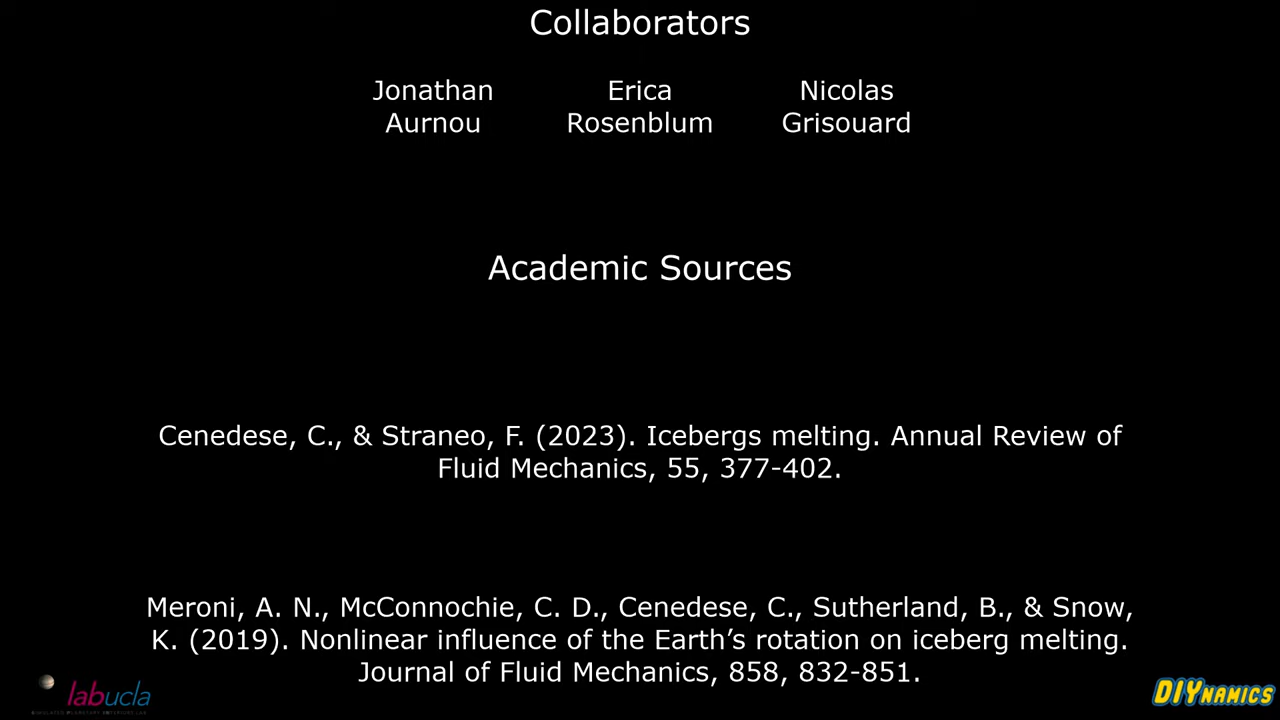 Collaborators
Jonathan Aurnou
Erica Rosenblum
Nicolas Grisouard
Academic Sources
Cenedese, C., & Straneo, F. (2023). Icebergs melting. Annual Review of
Fluid Mechanics, 55, 377-402.
Meroni, A. N., McConnochie, C. D., Cenedese, C., Sutherland, B., & Snow,
K. (2019). Nonlinear influence of the Earth’s rotation on iceberg melting.
Journal of Fluid Mechanics, 858, 832-851.
labucla
DIYNAMICS